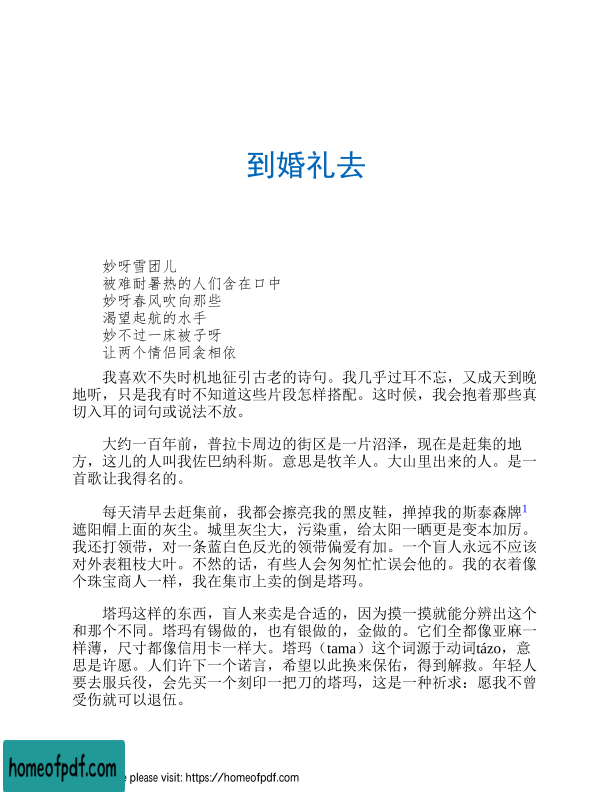 到婚礼去
妙呀雪团儿
被难耐暑热的人们含在口中
妙呀春风吹向那些
渴望起航的水手
妙不过一床被子呀
让两个情侣同衾相依
我喜欢不失时机地征引古老的诗句。我几乎过耳不忘，又成天到晚
地听，只是我有时不知道这些片段怎样搭配。这时候，我会抱着那些真
切入耳的词句或说法不放。
大约一百年前，普拉卡周边的街区是一片沼泽，现在是赶集的地
方，这儿的人叫我佐巴纳科斯。意思是牧羊人。大山里出来的人。是一
首歌让我得名的。
每天清早去赶集前，我都会擦亮我的黑皮鞋，掸掉我的斯泰森牌1
遮阳帽上面的灰尘。城里灰尘大，污染重，给太阳一晒更是变本加厉。
我还打领带，对一条蓝白色反光的领带偏爱有加。一个盲人永远不应该
对外表粗枝大叶。不然的话，有些人会匆匆忙忙误会他的。我的衣着像
个珠宝商人一样，我在集市上卖的倒是塔玛。
塔玛这样的东西，盲人来卖是合适的，因为摸一摸就能分辨出这个
和那个不同。塔玛有锡做的，也有银做的，金做的。它们全都像亚麻一
样薄，尺寸都像信用卡一样大。塔玛（tama）这个词源于动词tázo，意
思是许愿。人们许下一个诺言，希望以此换来保佑，得到解救。年轻人
要去服兵役，会先买一个刻印一把刀的塔玛，这是一种祈求：愿我不曾
受伤就可以退伍。
homeofpdf.com
e please visit: https://homeofpdf.com